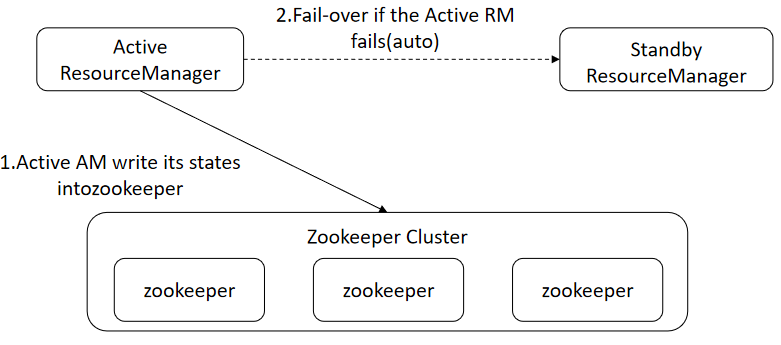 2.Fail-over if the Active RM
fails(auto)
Active
ResourceManager
Standby
ResourceManager
1.Active AM write its states
intozookeeper
Zookeeper Cluster
zookeeper
zookeeper
zookeeper